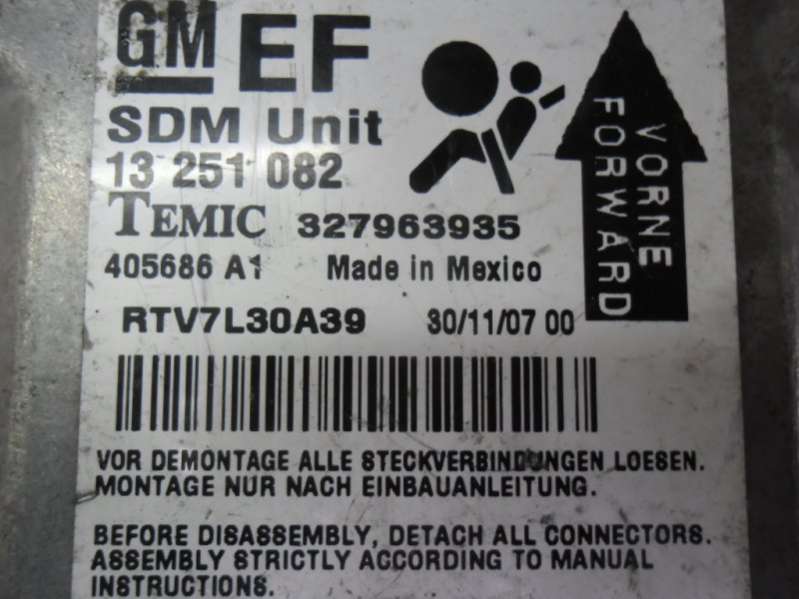 GM EF
SDM Unit
13 251 082
TEMIC 327963935
405686 A1 Made in Mexico
RTV7L30A39 30/11/07 00
VORNE
FORWARD
VOR DEMONTAGE ALLE STECKVERBINDUNGEN LOESEN.
MONTAGE NUR NACH EINBAUANLEITUNG.
BEFORE DISASSEMBLY, DETACH ALL CONNECTORS.
ASSEMBLY STRICTLY ACCORDING TO MANUAL
INSTRUCTIONS.